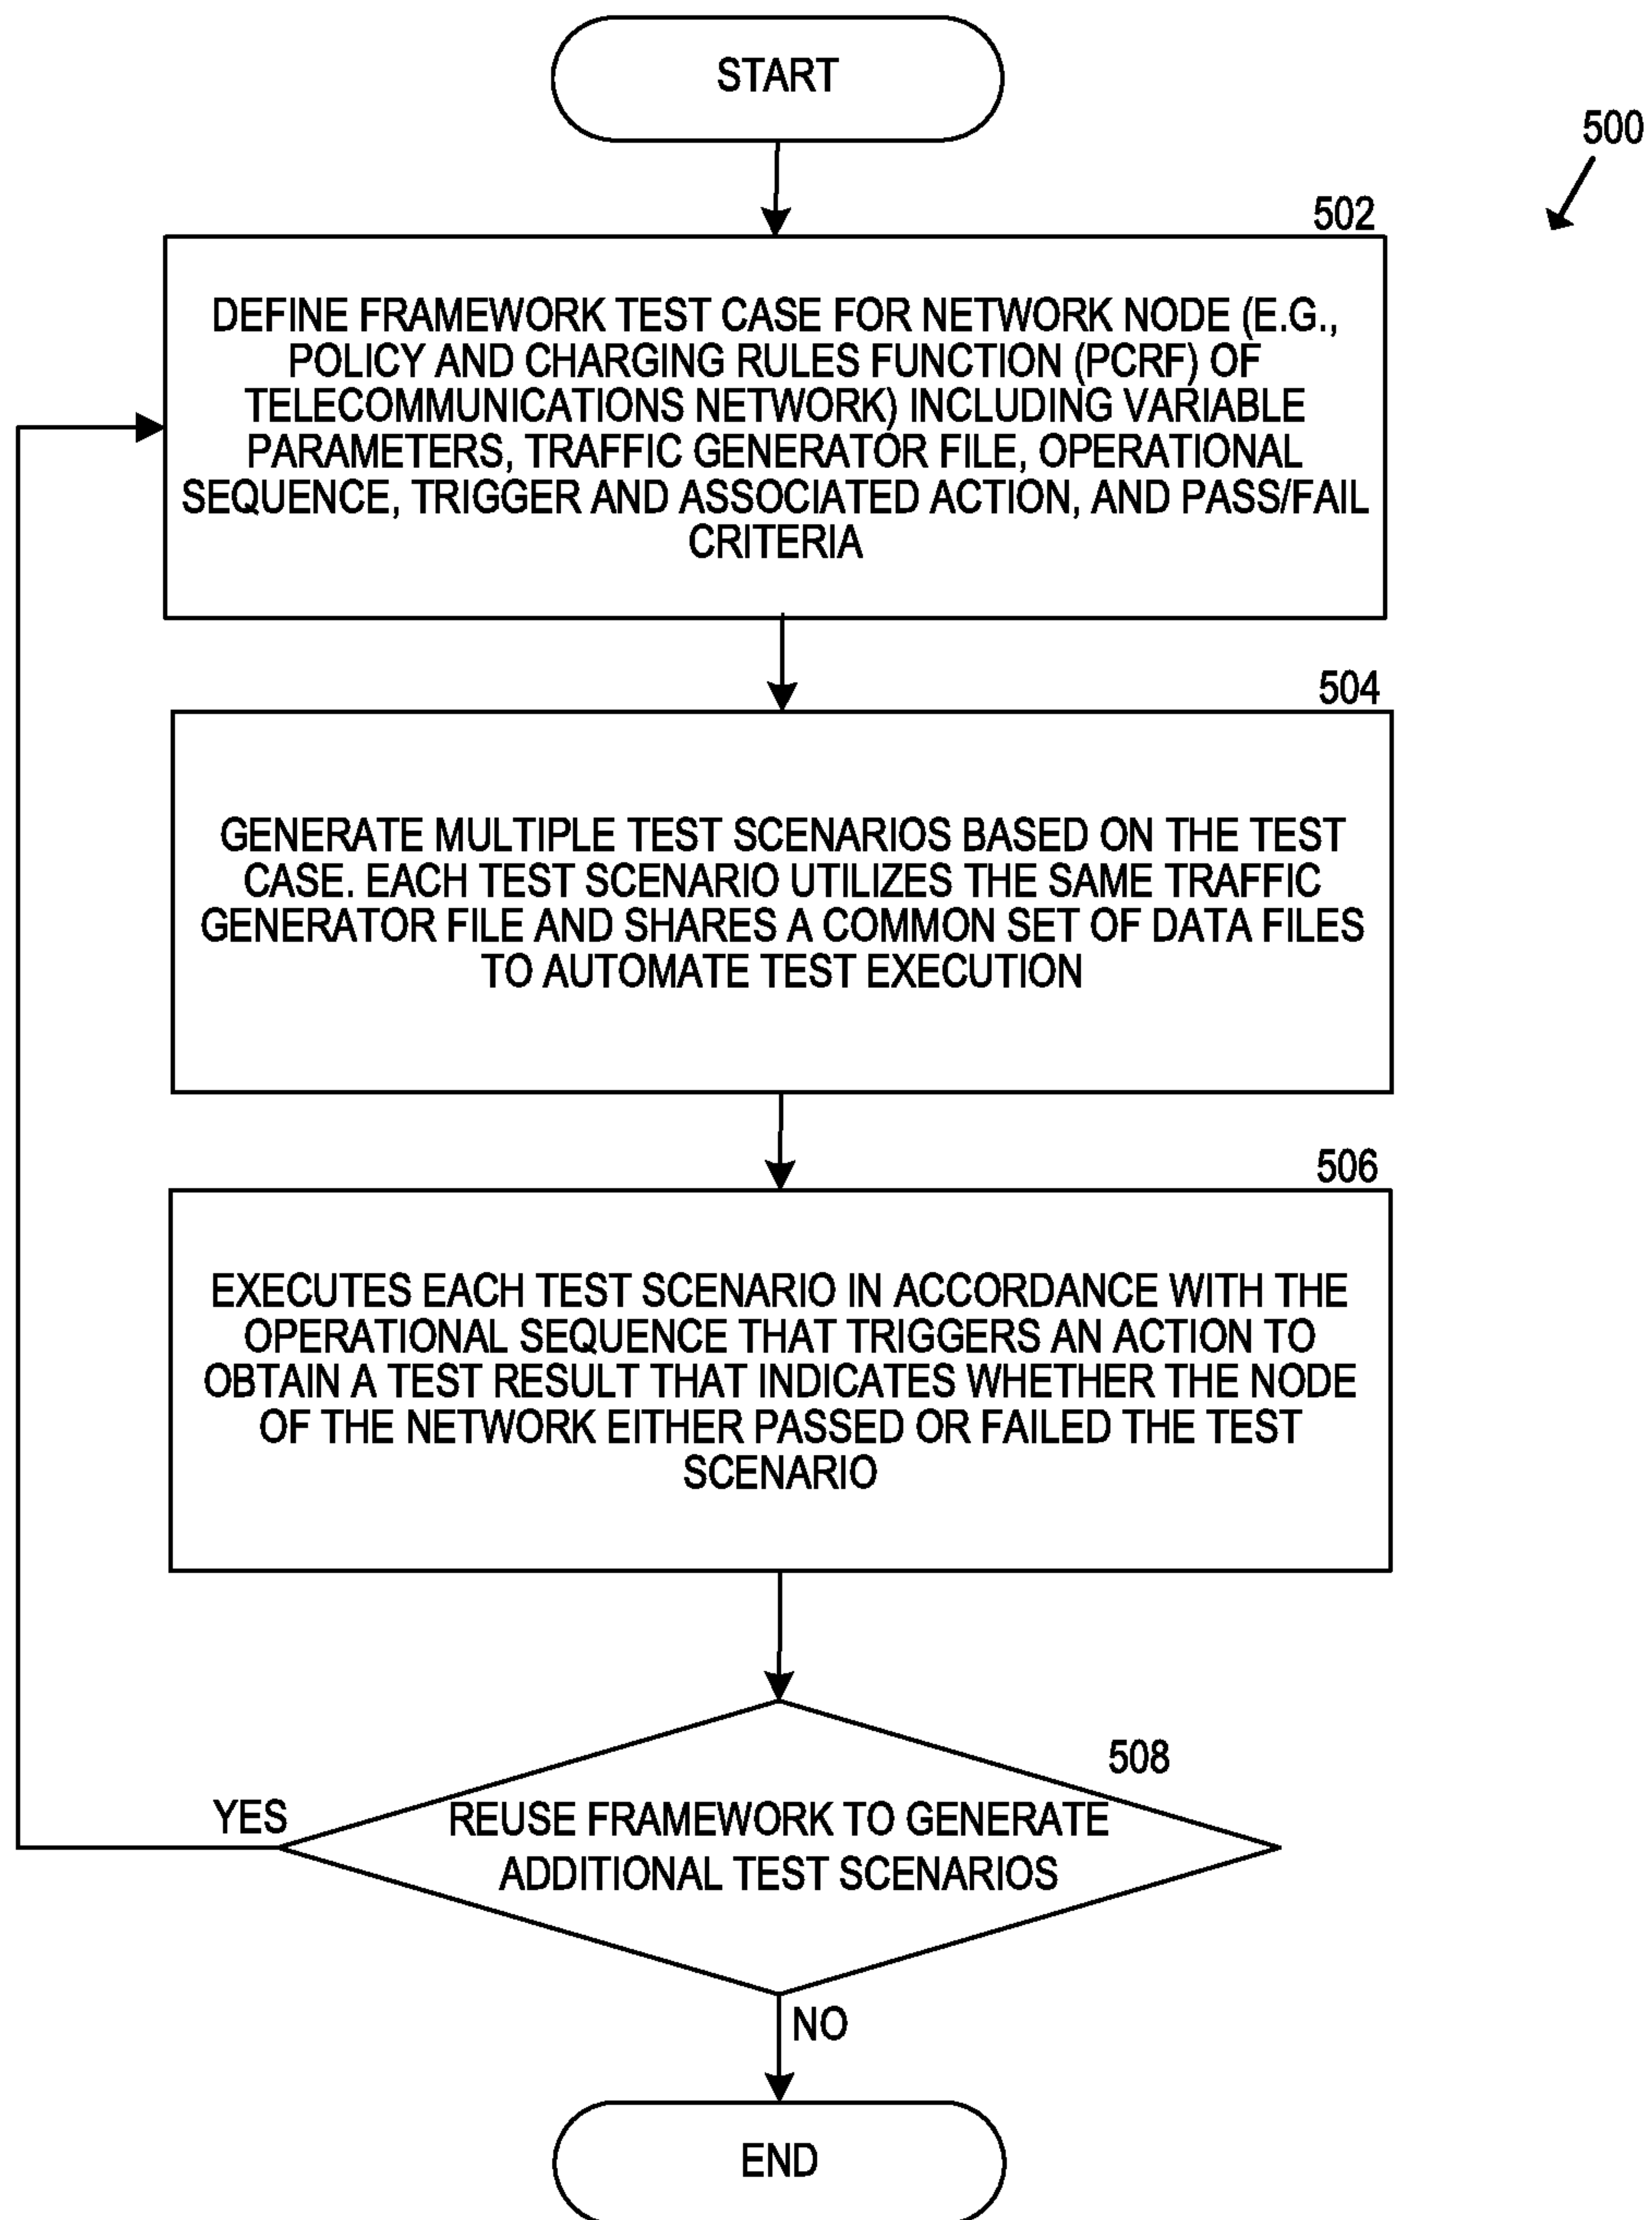 START
500
502
DEFINE FRAMEWORK TEST CASE FOR NETWORK NODE (E.G.,
POLICY AND CHARGING RULES FUNCTION (PCRF) OF
TELECOMMUNICATIONS NETWORK) INCLUDING VARIABLE
PARAMETERS, TRAFFIC GENERATOR FILE, OPERATIONAL
SEQUENCE, TRIGGER AND ASSOCIATED ACTION, AND PASS/FAIL
CRITERIA
504
GENERATE MULTIPLE TEST SCENARIOS BASED ON THE TEST
CASE. EACH TEST SCENARIO UTILIZES THE SAME TRAFFIC
GENERATOR FILE AND SHARES A COMMON SET OF DATA FILES
TO AUTOMATE TEST EXECUTION
506
EXECUTES EACH TEST SCENARIO IN ACCORDANCE WITH THE
OPERATIONAL SEQUENCE THAT TRIGGERS AN ACTION TO
OBTAIN A TEST RESULT THAT INDICATES WHETHER THE NODE
OF THE NETWORK EITHER PASSED OR FAILED THE TEST
SCENARIO
508
YES
REUSE FRAMEWORK TO GENERATE
ADDITIONAL TEST SCENARIOS
NO
END